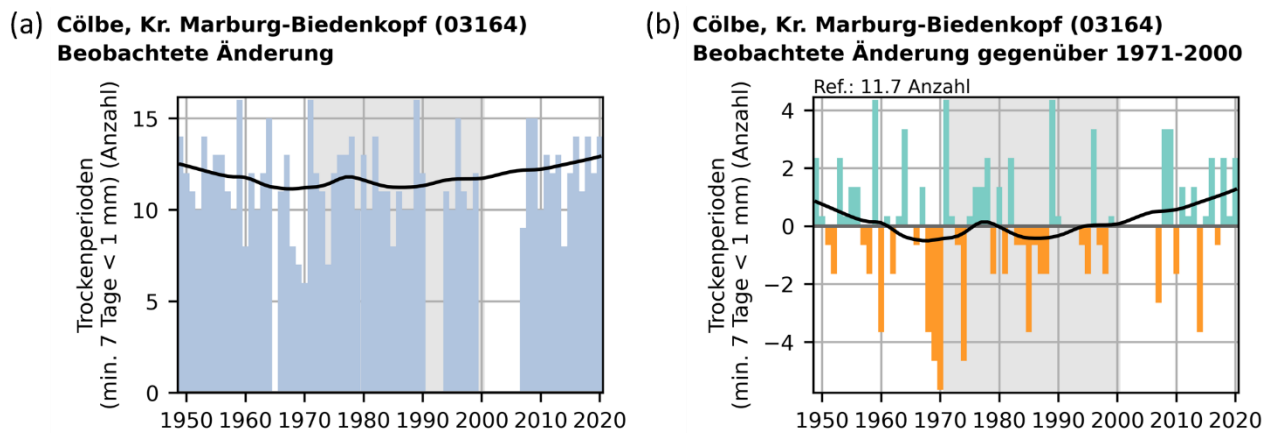 (a) Cölbe, Kr. Marburg-Biedenkopf (03164)
Beobachtete Änderung
Trockenperioden
(min. 7 Tage < 1 mm) (Anzahl)
15
10
5
0
1950 1960 1970 1980 1990 2000 2010 2020
(b) Cölbe, Kr. Marburg-Biedenkopf (03164)
Beobachtete Änderung gegenüber 1971-2000
Ref.: 11.7 Anzahl
Trockenperioden
(min. 7 Tage < 1 mm) (Anzahl)
4
2
0
−2
−4
1950 1960 1970 1980 1990 2000 2010 2020